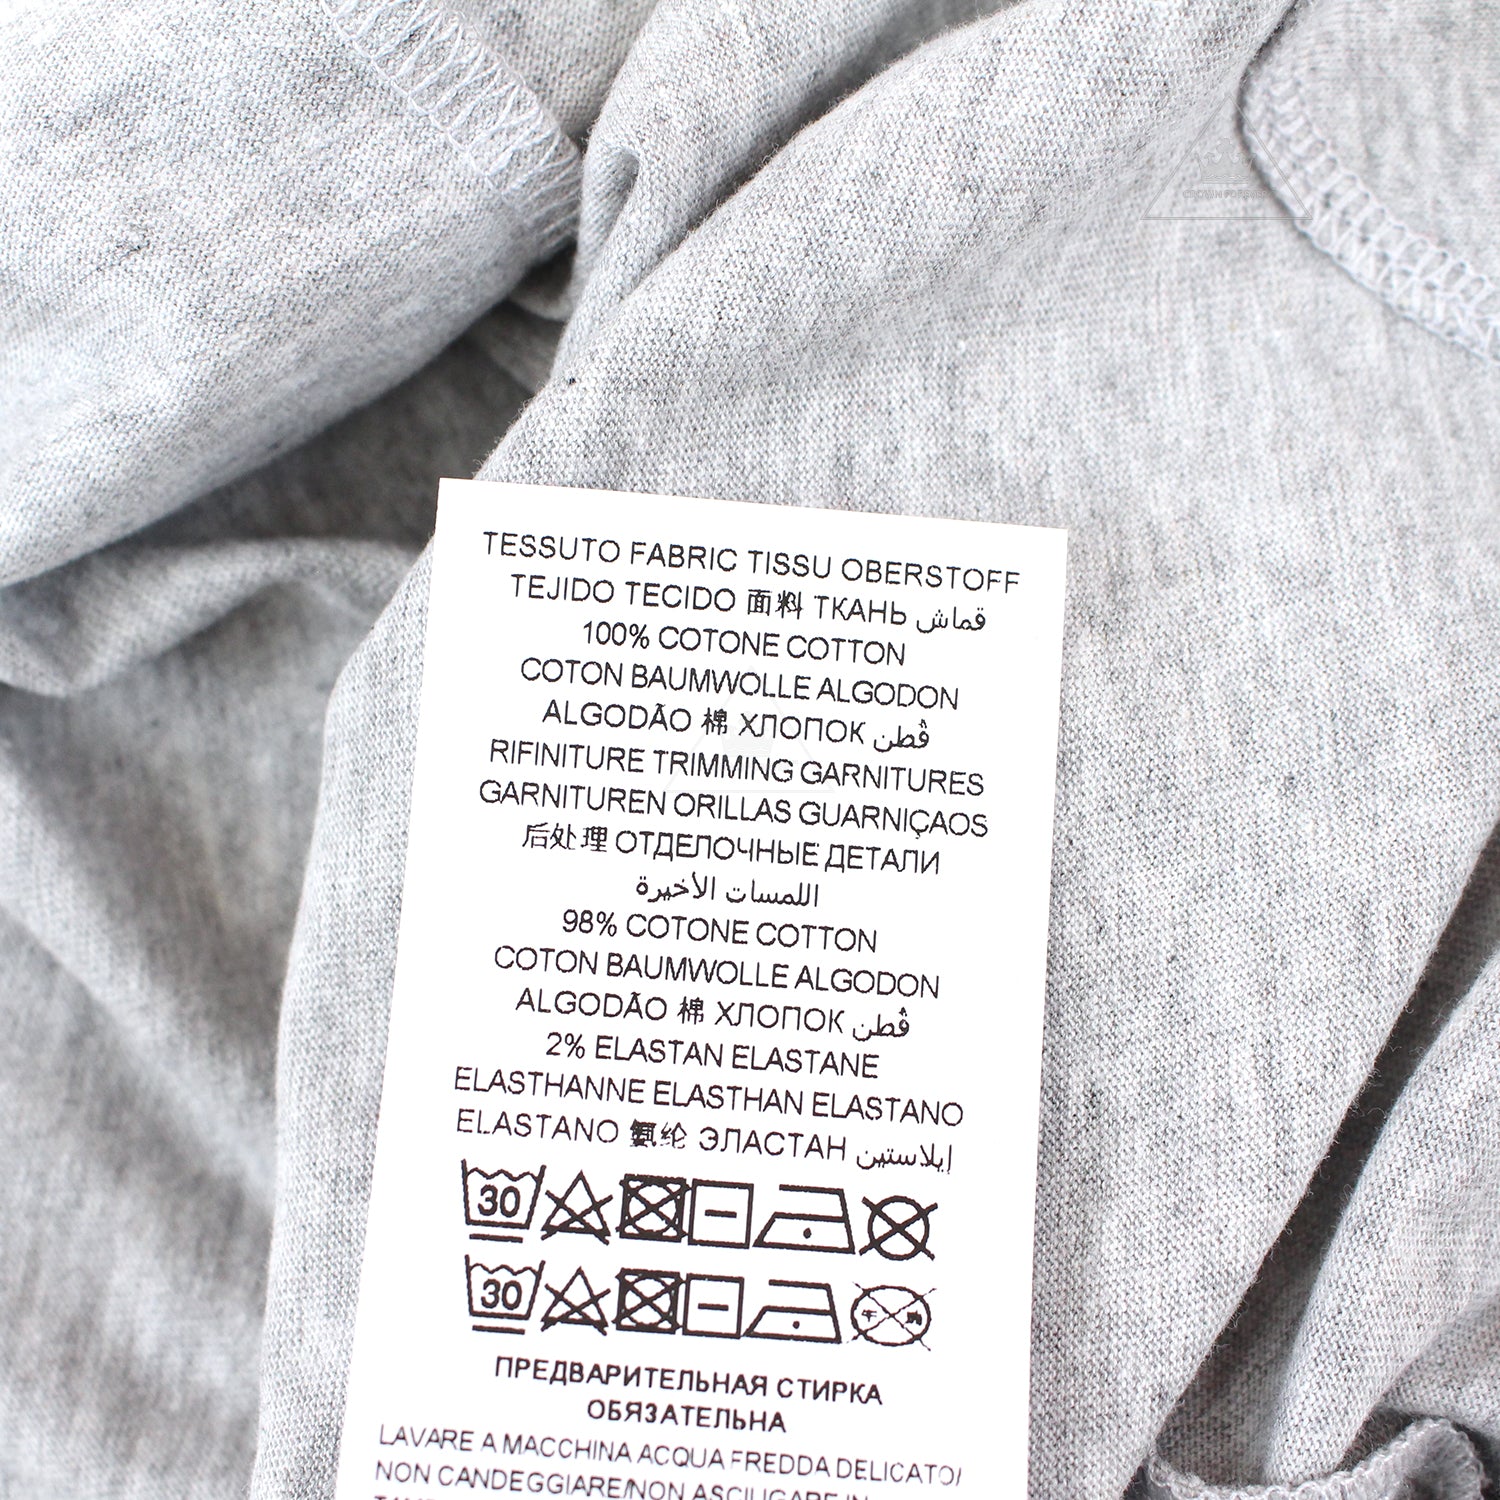 TESSUTO FABRIC TISSU OBERSTOFF
TEJIDO TECIDO 面料 ТКАНЬ قماش
100% COTONE COTTON
COTON BAUMWOLLE ALGODON
ALGODÃO 棉 ХЛОПОК قُطن
RIFINITURE TRIMMING GARNITURES
GARNITUREN ORILLAS GUARNIÇAOS
后处理 ОТДЕЛОЧНЫЕ ДЕТАЛИ
اللمسات الأخيرة
98% COTONE COTTON
COTON BAUMWOLLE ALGODON
ALGODÃO 棉 ХЛОПОК قُطن
2% ELASTAN ELASTANE
ELASTHANNE ELASTHAN ELASTANO
ELASTANO 氨纶 ЭЛАСТАН إيلاستين
30
30
ПРЕДВАРИТЕЛЬНАЯ СТИРКА
ОБЯЗАТЕЛЬНА
LAVARE A MACCHINA ACQUA FREDDA DELICATO/
NON CANDEGGIARE/NON ASCIUGARE IN